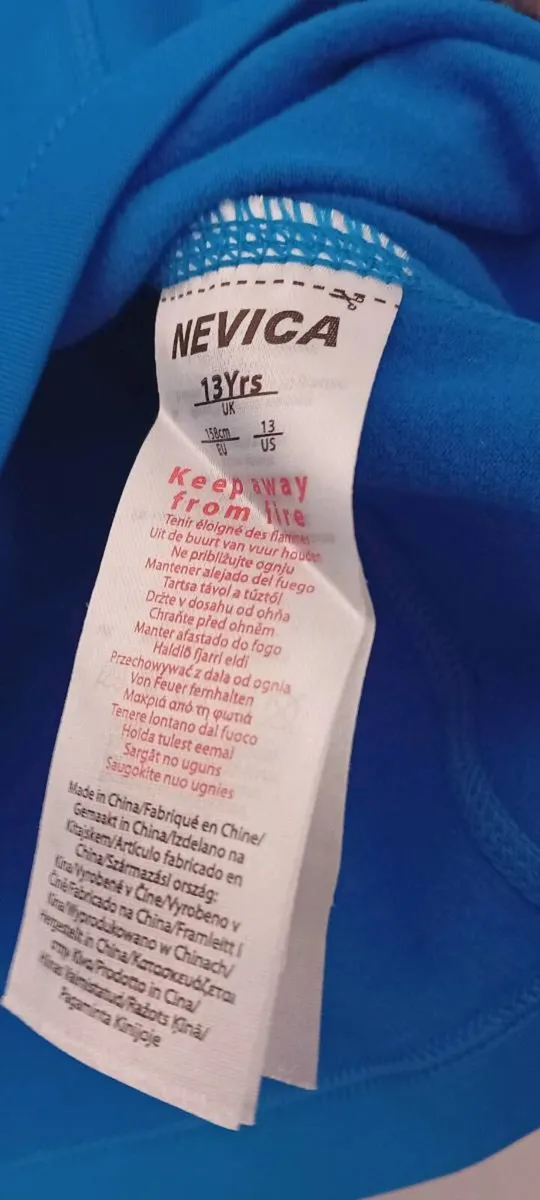 NEVICA
13Yrs
UK
158cm 13
EU US
Keep away
from fire
Tenir éloigné des flammes
Uit de buurt van vuur houden
Ne približujte ognju
Mantener alejado del fuego
Tartsa távol a tűztől
Držte v dosahu od ohňa
Chraňte před ohněm
Manter afastado do fogo
Haldið fjarri eldi
Przechowywać z dala od ognia
Von Feuer fernhalten
Μακριά από τη φωτιά
Tenere lontano dal fuoco
Hoida tulest eemal
Sargāt no uguns
Saugokite nuo ugnies
Made in China/Fabriqué en Chine/
Gemaakt in China/Izdelano na
Kitajskem/Artículo fabricado en
China/Származási ország:
Kína/Vyrobené v Číne/Vyrobeno v
Číně/Fabricado na China/Framleitt í
Kína/Wyprodukowano w Chinach/
Hergestellt in China/Κατασκευάζεται
στην Κίνα/Prodotto in Cina/
Hiinas Valmistatud/Ražots Ķīnā/
Pagaminta Kinijoje